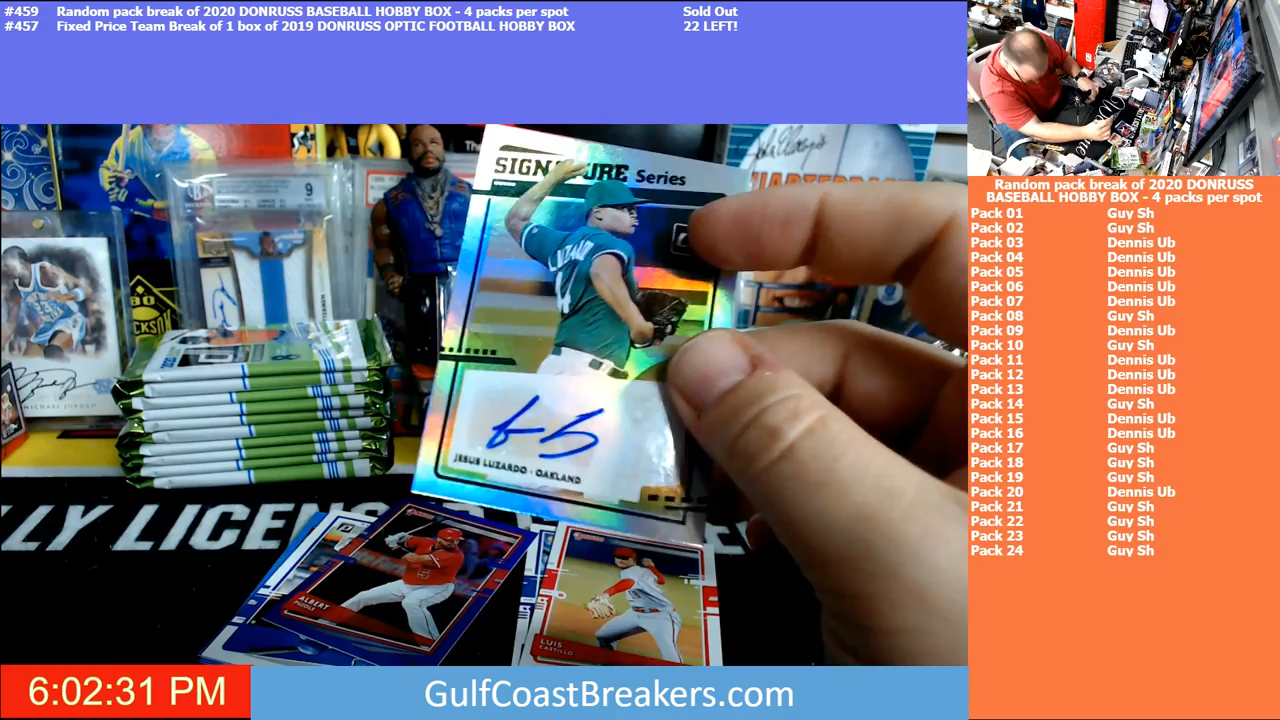 #459 Random pack break of 2020 DONRUSS BASEBALL HOBBY BOX - 4 packs per spot Sold Out
#457 Fixed Price Team Break of 1 box of 2019 DONRUSS OPTIC FOOTBALL HOBBY BOX 22 LEFT!
SIGNATURE Series
9
MICHAEL JORDAN
JESUS LUZARDO - OAKLAND
LLY LICEN
ALBERT
PUJOLS
LUIS
CASTILLO
6:02:31 PM
GulfCoastBreakers.com
Random pack break of 2020 DONRUSS
BASEBALL HOBBY BOX - 4 packs per spot
Pack 01 Guy Sh
Pack 02 Guy Sh
Pack 03 Dennis Ub
Pack 04 Dennis Ub
Pack 05 Dennis Ub
Pack 06 Dennis Ub
Pack 07 Dennis Ub
Pack 08 Guy Sh
Pack 09 Dennis Ub
Pack 10 Guy Sh
Pack 11 Dennis Ub
Pack 12 Dennis Ub
Pack 13 Dennis Ub
Pack 14 Guy Sh
Pack 15 Dennis Ub
Pack 16 Dennis Ub
Pack 17 Guy Sh
Pack 18 Guy Sh
Pack 19 Guy Sh
Pack 20 Dennis Ub
Pack 21 Guy Sh
Pack 22 Guy Sh
Pack 23 Guy Sh
Pack 24 Guy Sh